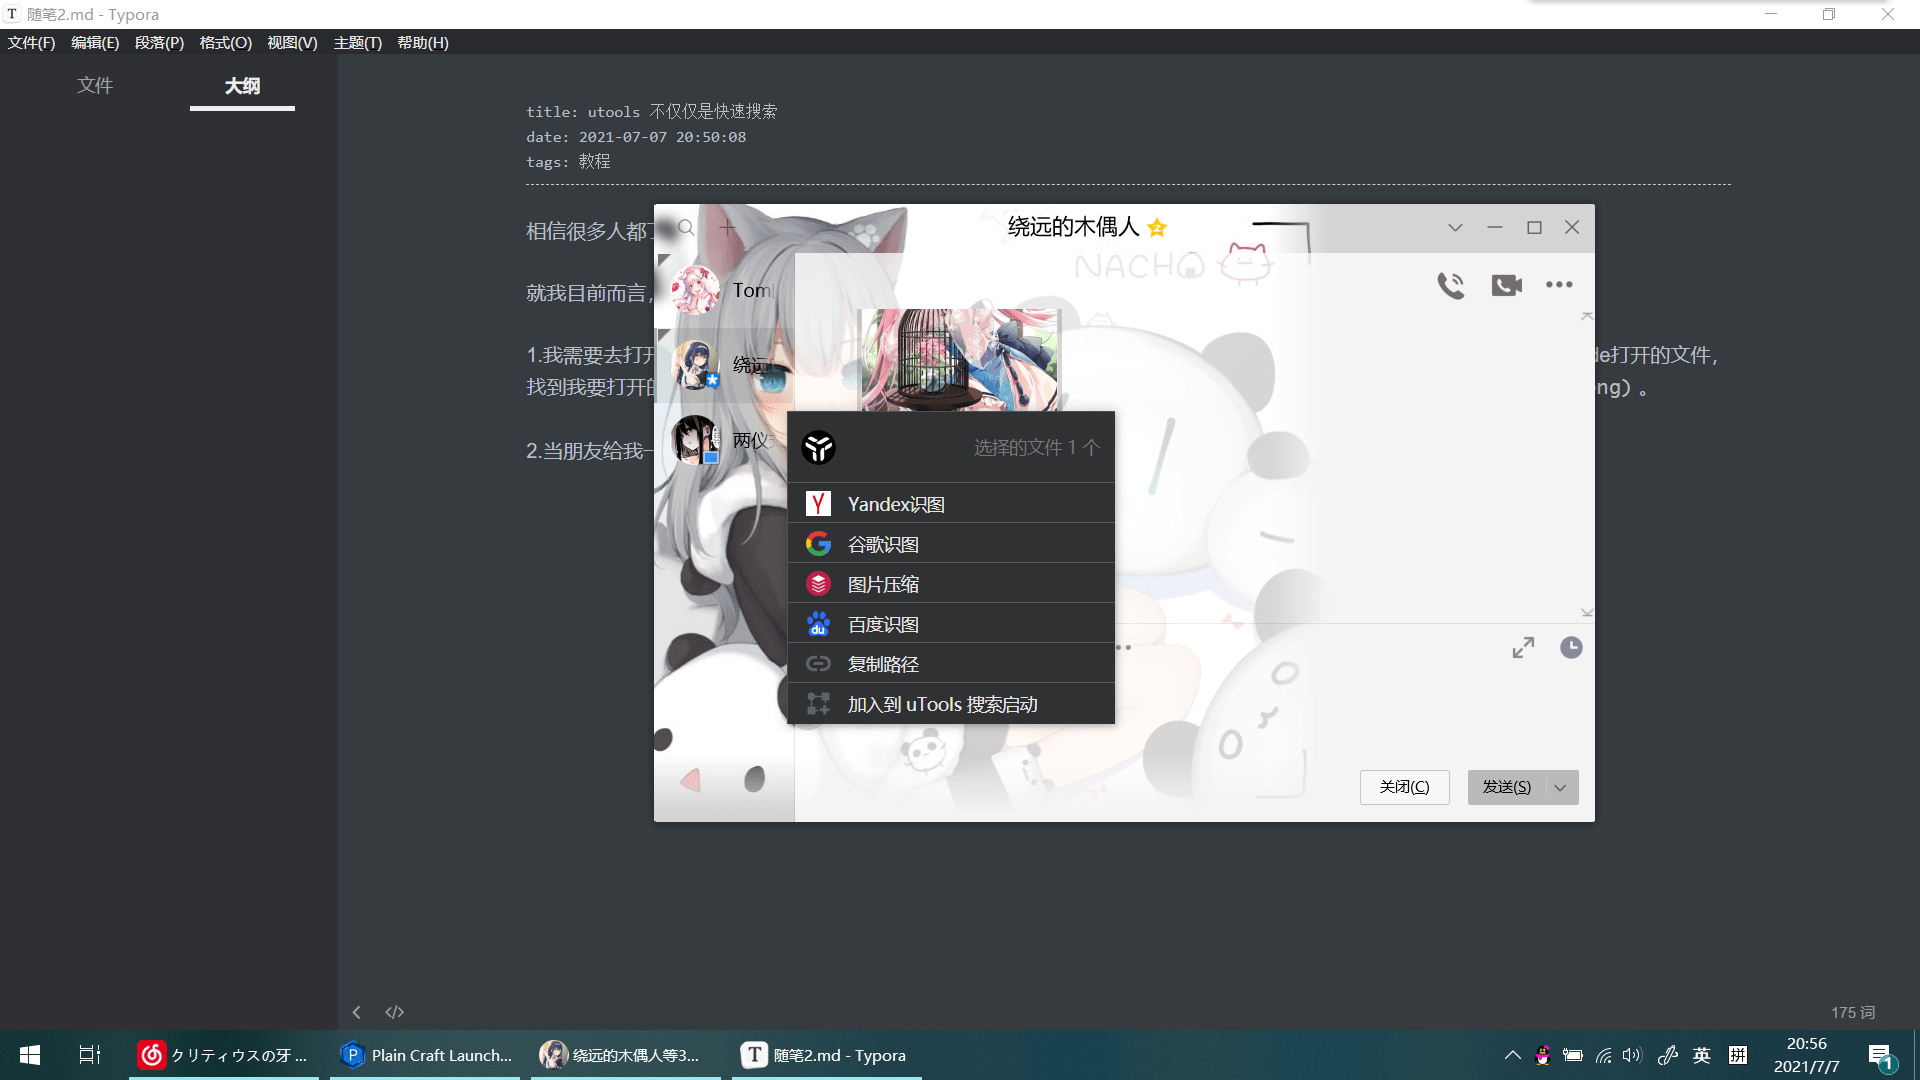 随笔2.md - Typora
文件(F) 编辑(E) 段落(P) 格式(O) 视图(V) 主题(T) 帮助(H)
文件 大纲
title: utools 不仅仅是快速搜索
date: 2021-07-07 20:50:08
tags: 教程
相信很多人都
就我目前而言，
1.我需要去打开
de打开的文件，
找到我要打开的
ng）。
2.当朋友给我一
绕远的木偶人
NACHO
Tom
绕远
两仪
选择的文件 1 个
Yandex识图
谷歌识图
图片压缩
百度识图
复制路径
加入到 uTools 搜索启动
关闭(C) 发送(S)
175 词
クリティウスの牙 ...
Plain Craft Launch...
绕远的木偶人等3...
随笔2.md - Typora
英 拼
20:56
2021/7/7
1